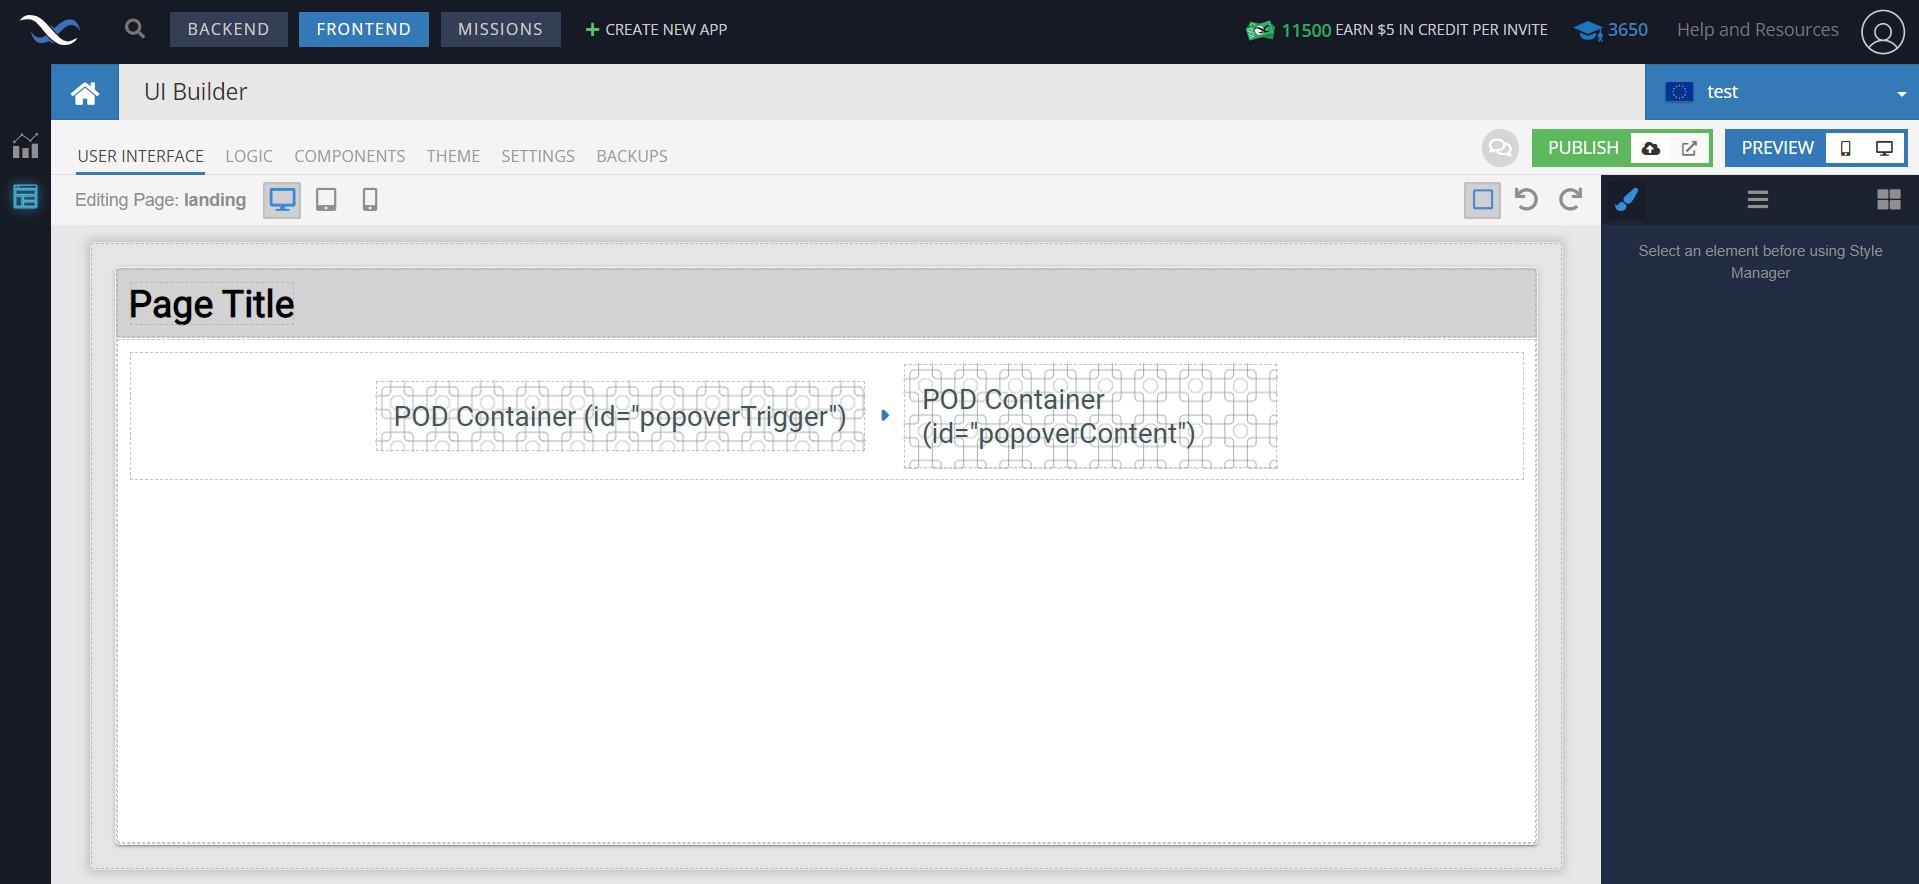 BACKEND FRONTEND MISSIONS + CREATE NEW APP 11500 EARN $5 IN CREDIT PER INVITE 3650 Help and Resources
UI Builder test
USER INTERFACE LOGIC COMPONENTS THEME SETTINGS BACKUPS PUBLISH PREVIEW
Editing Page: landing
Select an element before using Style
Manager
Page Title
POD Container (id="popoverTrigger")
POD Container
(id="popoverContent")